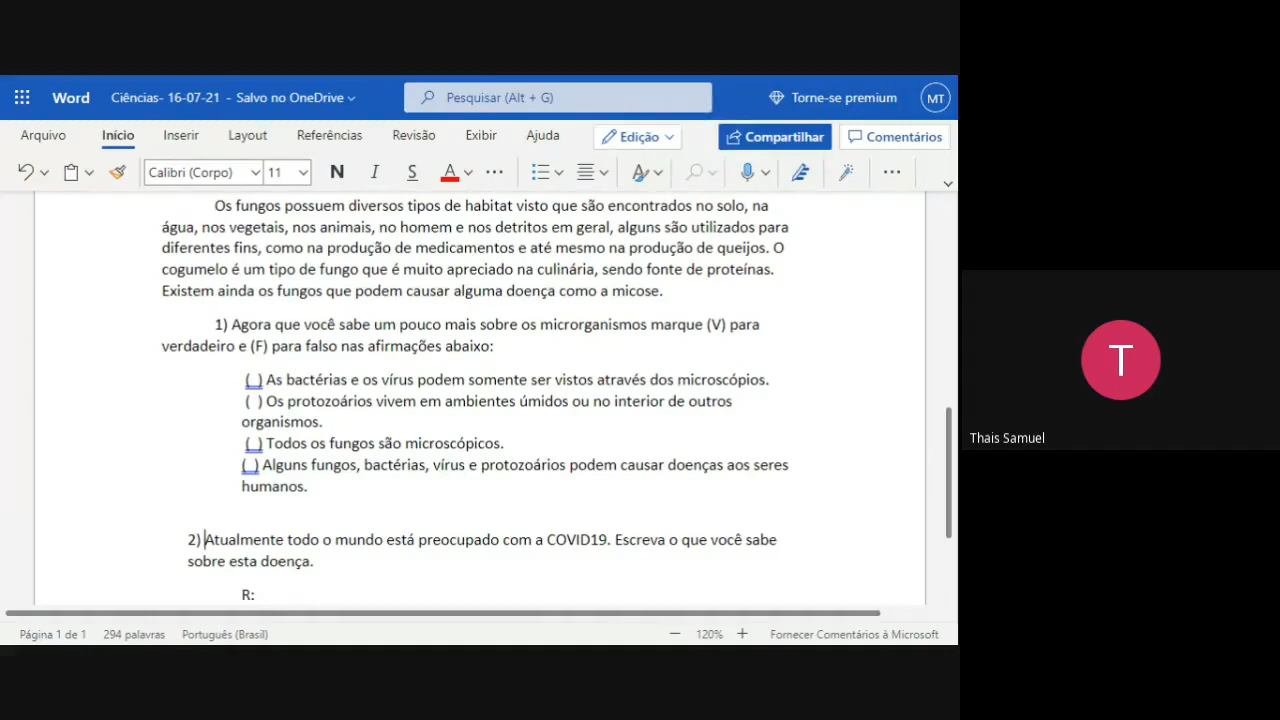 Word
Ciências- 16-07-21 - Salvo no OneDrive
Pesquisar (Alt + G)
Torne-se premium
MT
Arquivo Início Inserir Layout Referências Revisão Exibir Ajuda
Edição
Compartilhar
Comentários
Calibri (Corpo) 11 N I S A
Os fungos possuem diversos tipos de habitat visto que são encontrados no solo, na
água, nos vegetais, nos animais, no homem e nos detritos em geral, alguns são utilizados para
diferentes fins, como na produção de medicamentos e até mesmo na produção de queijos. O
cogumelo é um tipo de fungo que é muito apreciado na culinária, sendo fonte de proteínas.
Existem ainda os fungos que podem causar alguma doença como a micose.
1) Agora que você sabe um pouco mais sobre os microrganismos marque (V) para
verdadeiro e (F) para falso nas afirmações abaixo:
( ) As bactérias e os vírus podem somente ser vistos através dos microscópios.
( ) Os protozoários vivem em ambientes úmidos ou no interior de outros
organismos.
( ) Todos os fungos são microscópicos.
( ) Alguns fungos, bactérias, vírus e protozoários podem causar doenças aos seres
humanos.
2) Atualmente todo o mundo está preocupado com a COVID19. Escreva o que você sabe
sobre esta doença.
R:
Página 1 de 1 294 palavras Português (Brasil)
120%
Fornecer Comentários à Microsoft
T
Thais Samuel